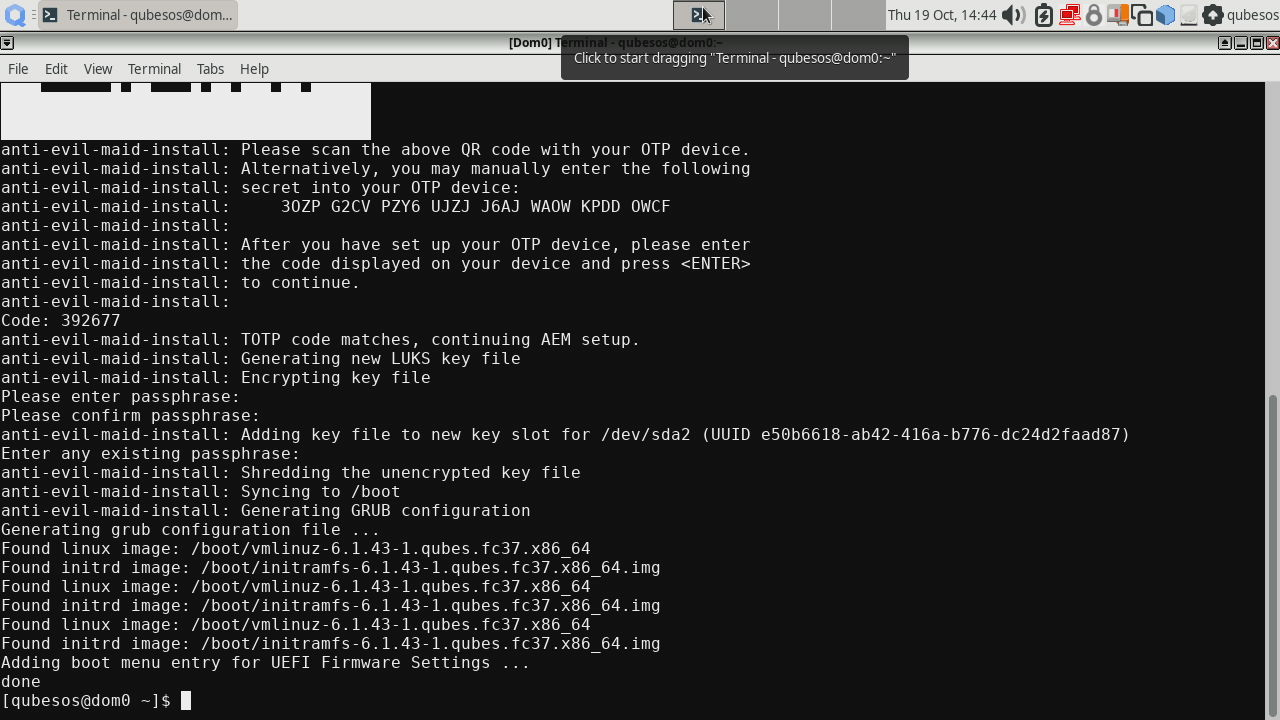 Terminal - qubesos@dom...
Thu 19 Oct, 14:44
qubesos
[Dom0] Terminal - qubesos@dom0:~
Click to start dragging "Terminal - qubesos@dom0:~"
File Edit View Terminal Tabs Help
anti-evil-maid-install: Please scan the above QR code with your OTP device.
anti-evil-maid-install: Alternatively, you may manually enter the following
anti-evil-maid-install: secret into your OTP device:
anti-evil-maid-install:     3OZP G2CV PZY6 UJZJ J6AJ WAOW KPDD OWCF
anti-evil-maid-install:
anti-evil-maid-install: After you have set up your OTP device, please enter
anti-evil-maid-install: the code displayed on your device and press <ENTER>
anti-evil-maid-install: to continue.
anti-evil-maid-install:
Code: 392677
anti-evil-maid-install: TOTP code matches, continuing AEM setup.
anti-evil-maid-install: Generating new LUKS key file
anti-evil-maid-install: Encrypting key file
Please enter passphrase:
Please confirm passphrase:
anti-evil-maid-install: Adding key file to new key slot for /dev/sda2 (UUID e50b6618-ab42-416a-b776-dc24d2faad87)
Enter any existing passphrase:
anti-evil-maid-install: Shredding the unencrypted key file
anti-evil-maid-install: Syncing to /boot
anti-evil-maid-install: Generating GRUB configuration
Generating grub configuration file ...
Found linux image: /boot/vmlinuz-6.1.43-1.qubes.fc37.x86_64
Found initrd image: /boot/initramfs-6.1.43-1.qubes.fc37.x86_64.img
Found linux image: /boot/vmlinuz-6.1.43-1.qubes.fc37.x86_64
Found initrd image: /boot/initramfs-6.1.43-1.qubes.fc37.x86_64.img
Found linux image: /boot/vmlinuz-6.1.43-1.qubes.fc37.x86_64
Found initrd image: /boot/initramfs-6.1.43-1.qubes.fc37.x86_64.img
Adding boot menu entry for UEFI Firmware Settings ...
done
[qubesos@dom0 ~]$